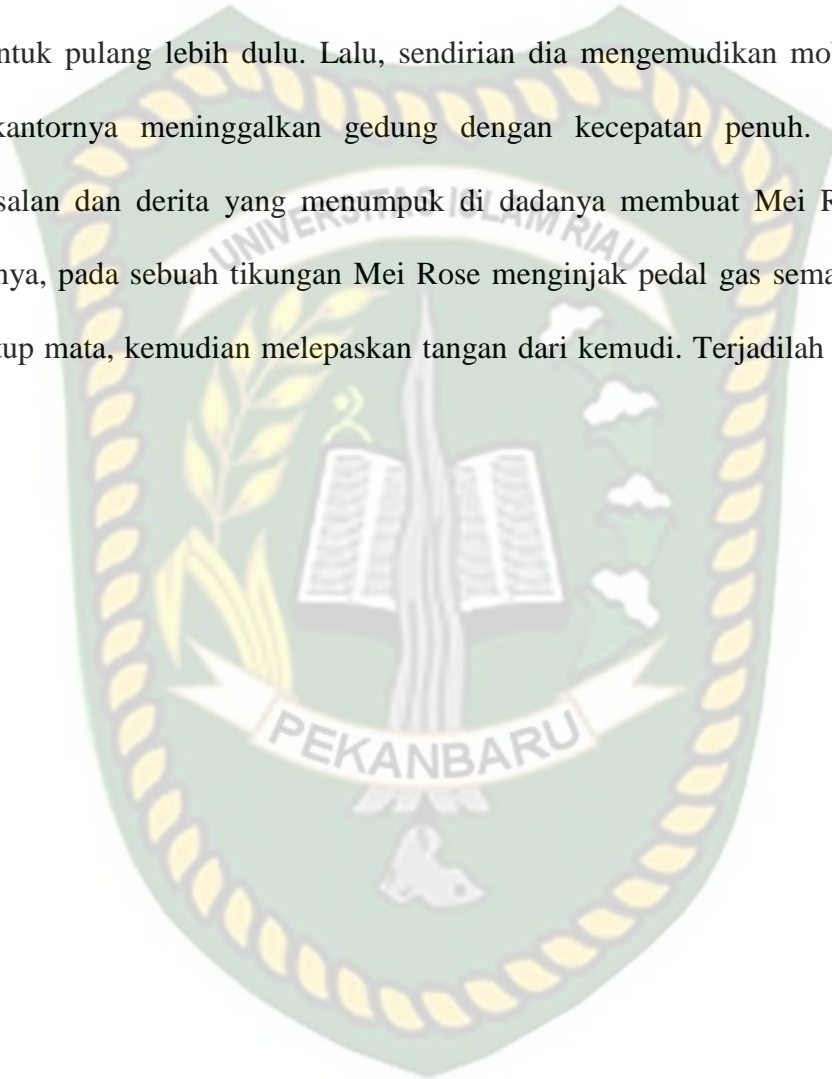 ntuk pulang lebih dulu. Lalu, sendirian dia mengemudikan mo
kantornya meninggalkan gedung dengan kecepatan penuh.
salan dan derita yang menumpuk di dadanya membuat Mei R
nya, pada sebuah tikungan Mei Rose menginjak pedal gas sema
tup mata, kemudian melepaskan tangan dari kemudi. Terjadilah
UNIVERSITAS ISLAM RIAU
PEKANBARU